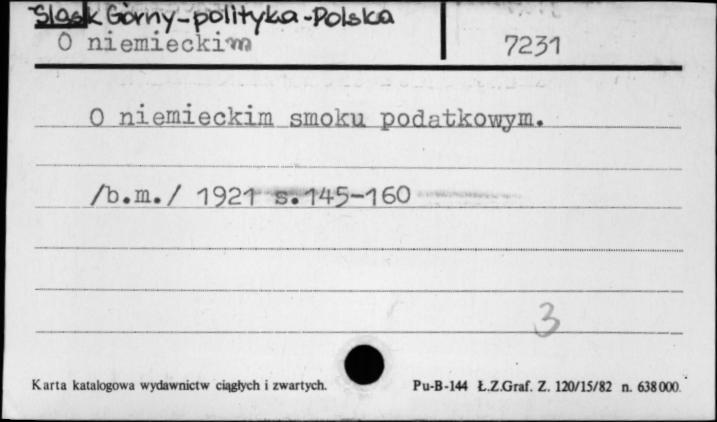 Śląsk Górny-polityka-Polska
O niemieckim
7231
O niemieckim smoku podatkowym.
/b.m./ 1921 s.145-160
3
Karta katalogowa wydawnictw ciągłych i zwartych.
Pu-B-144 Ł.Z.Graf. Z. 120/15/82 n. 638000.